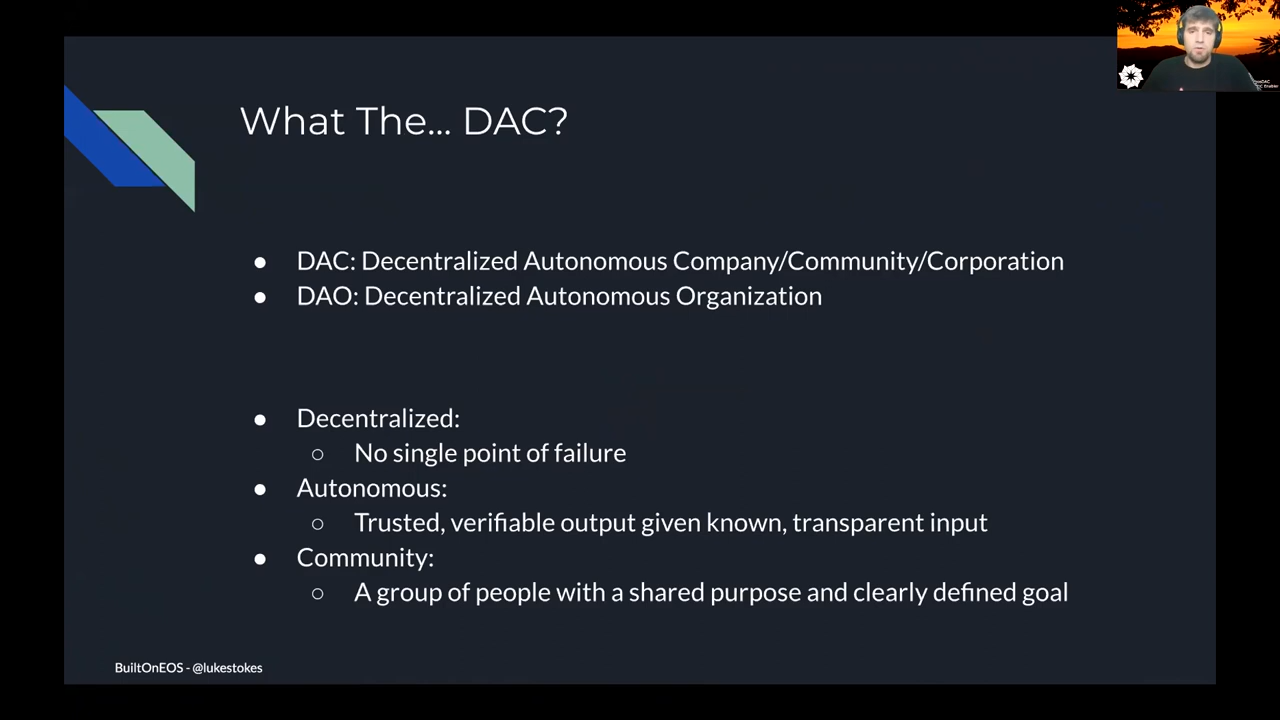 What The... DAC?
● DAC: Decentralized Autonomous Company/Community/Corporation
● DAO: Decentralized Autonomous Organization
● Decentralized:
○ No single point of failure
● Autonomous:
○ Trusted, verifiable output given known, transparent input
● Community:
○ A group of people with a shared purpose and clearly defined goal
BuiltOnEOS - @lukestokes